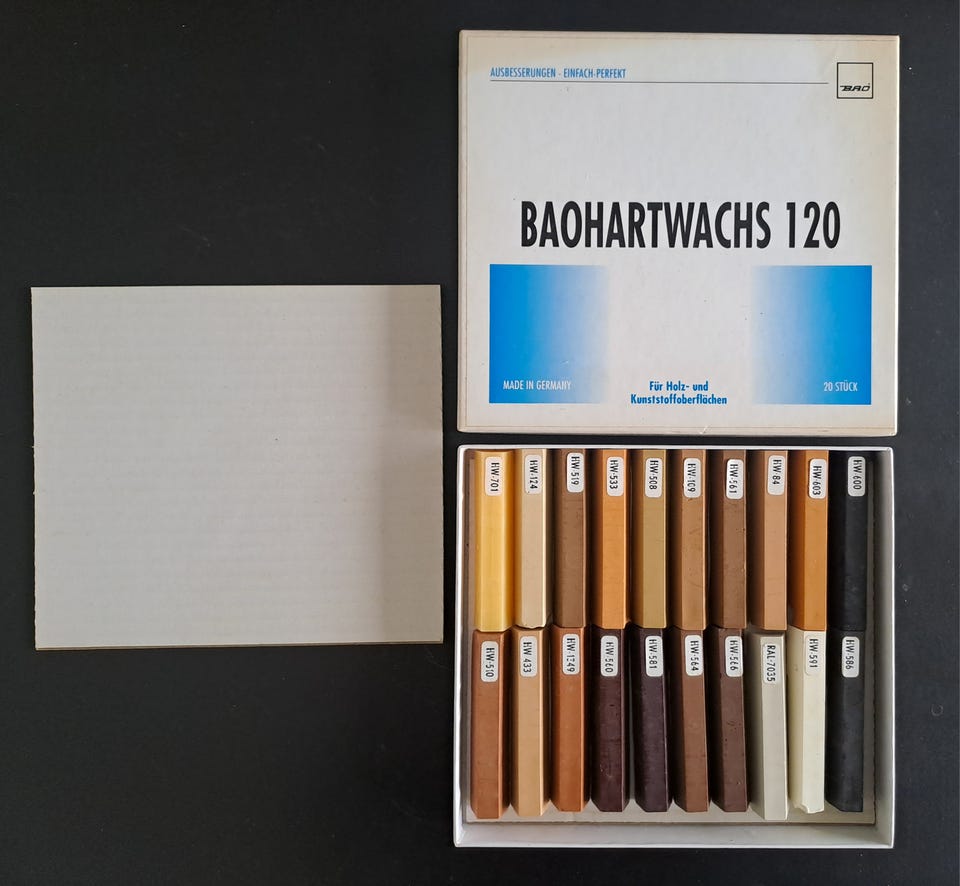 AUSBESSERUNGEN - EINFACH-PERFEKT
BAO
BAOHARTWACHS 120
MADE IN GERMANY
Für Holz- und
Kunststoffoberflächen
20 STÜCK
HW-701
HW-124
HW-519
HW-533
HW-508
HW-109
HW-561
HW-84
HW-603
HW-600
HW-510
HW-433
HW-1349
HW-560
HW-581
HW-564
HW-566
RAL-7035
HW-591
HW-586